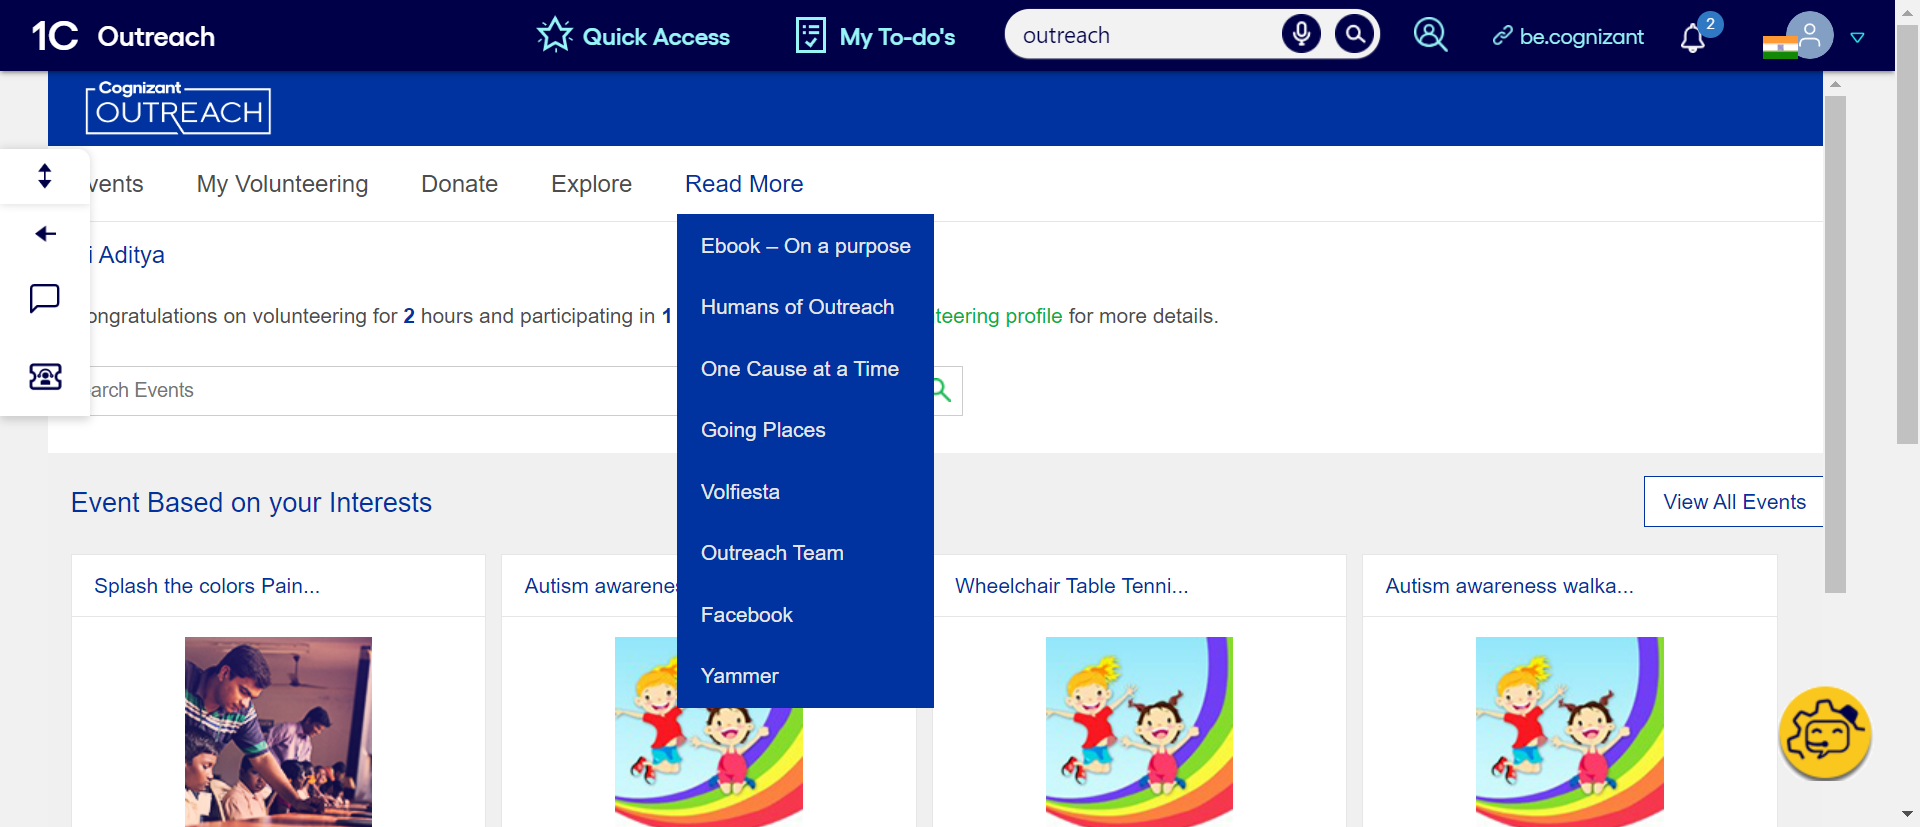 1C Outreach
Quick Access
My To-do's
outreach
be.cognizant
2
Cognizant
OUTREACH
vents
My Volunteering
Donate
Explore
Read More
Ebook – On a purpose
Humans of Outreach
One Cause at a Time
Going Places
Volfiesta
Outreach Team
Facebook
Yammer
i Aditya
ongratulations on volunteering for 2 hours and participating in 1
teering profile for more details.
arch Events
Event Based on your Interests
View All Events
Splash the colors Pain...
Autism awarenes
Wheelchair Table Tenni...
Autism awareness walka...